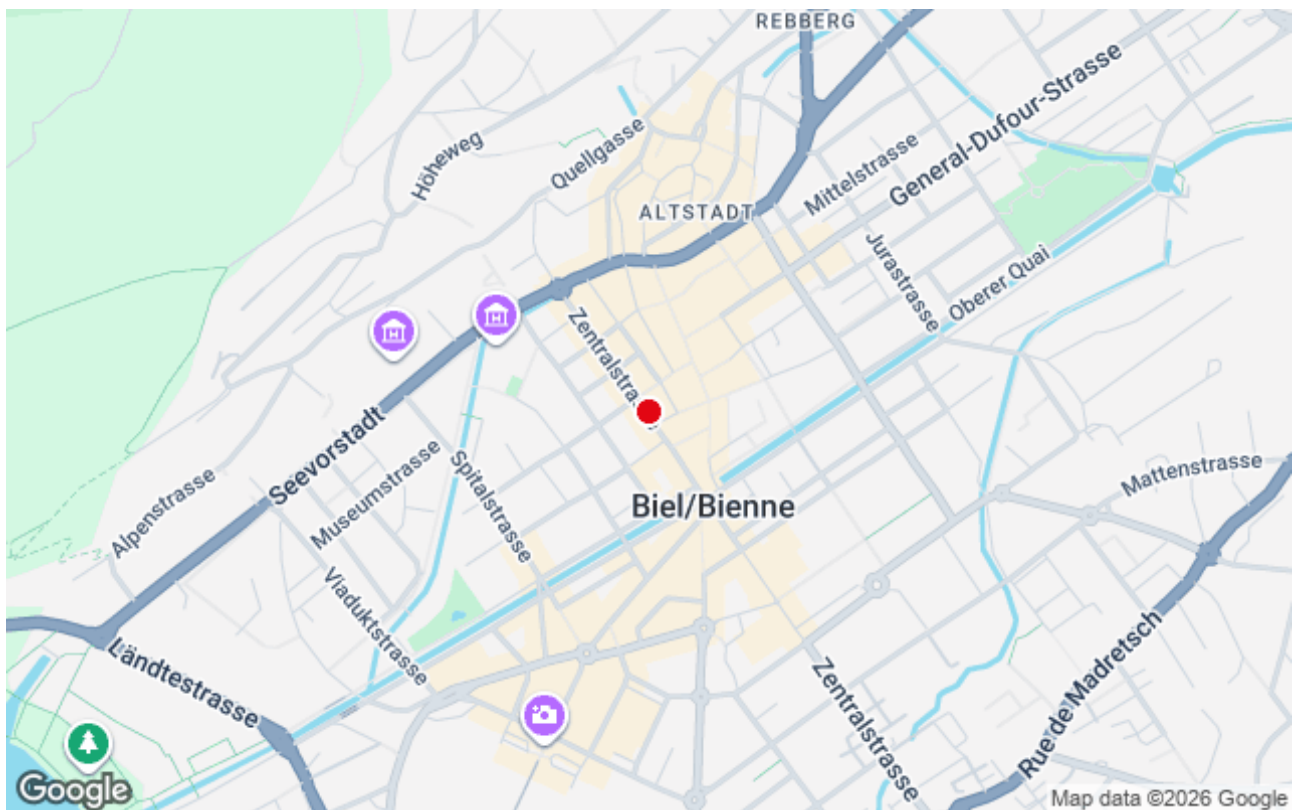 REBBERG
General-Dufour-Strasse
Mittelstrasse
Höheweg
Quellgasse
ALTSTADT
Jurastrasse
Oberer Quai
Zentralstrasse
Seevorstadt
Museumstrasse
Spitalstrasse
Alpenstrasse
Mattenstrasse
Biel/Bienne
Viaduktstrasse
Ländtestrasse
Rue de Madretsch
Zentralstrasse
Google
Map data ©2026 Google